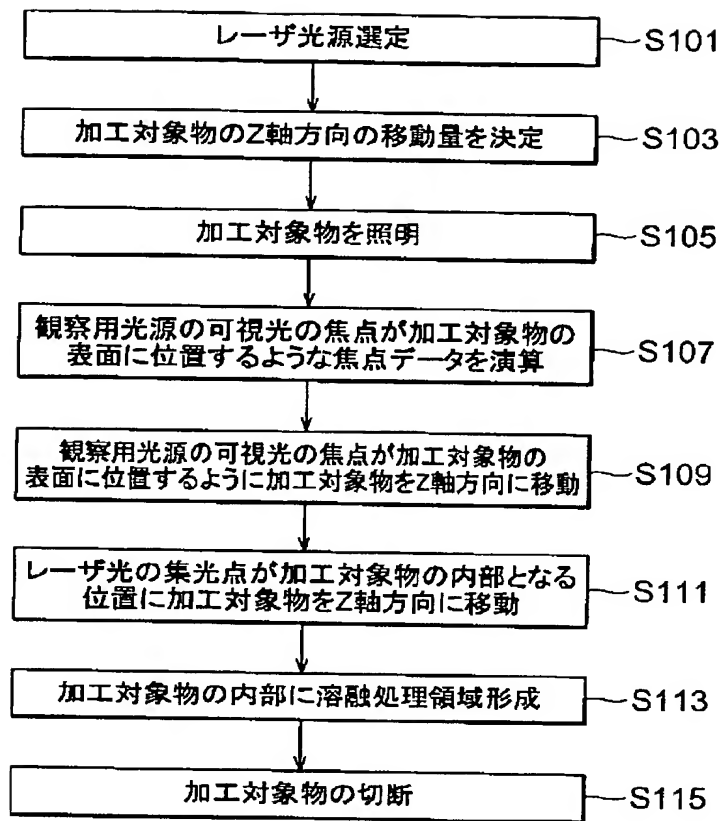 レーザ光源選定
S101
加工対象物のZ軸方向の移動量を決定
S103
加工対象物を照明
S105
観察用光源の可視光の焦点が加工対象物の
表面に位置するような焦点データを演算
S107
観察用光源の可視光の焦点が加工対象物の
表面に位置するように加工対象物をZ軸方向に移動
S109
レーザ光の集光点が加工対象物の内部となる
位置に加工対象物をZ軸方向に移動
S111
加工対象物の内部に溶融処理領域形成
S113
加工対象物の切断
S115